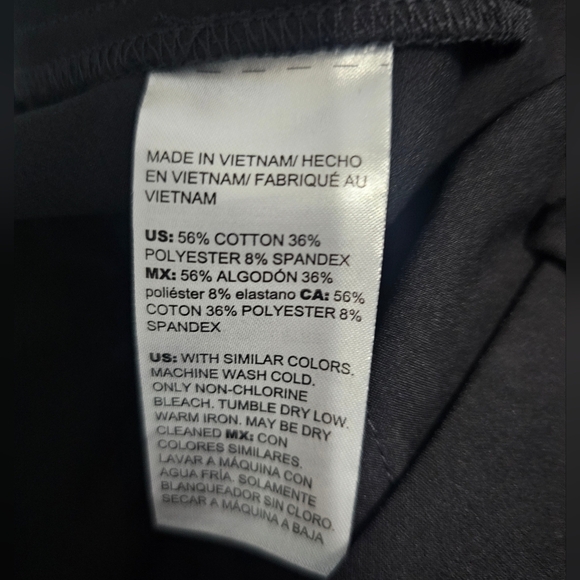 MADE IN VIETNAM/ HECHO
EN VIETNAM/ FABRIQUÉ AU
VIETNAM
US: 56% COTTON 36%
POLYESTER 8% SPANDEX
MX: 56% ALGODÓN 36%
poliéster 8% elastano CA: 56%
COTON 36% POLYESTER 8%
SPANDEX
US: WITH SIMILAR COLORS.
MACHINE WASH COLD.
ONLY NON-CHLORINE
BLEACH. TUMBLE DRY LOW.
WARM IRON. MAY BE DRY
CLEANED MX: CON
COLORES SIMILARES.
LAVAR A MÁQUINA CON
AGUA FRÍA. SOLAMENTE
BLANQUEADOR SIN CLORO.
SECAR A MÁQUINA A BAJA